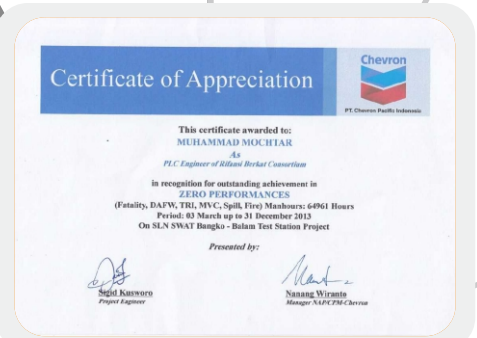 Certificate of Appreciation
Chevron
PT. Chevron Pacific Indonesia
This certificate awarded to:
MUHAMMAD MOCHTAR
As
PLC Engineer of Rifansi Berkat Consortium
in recognition for outstanding achievement in
ZERO PERFORMANCES
(Fatality, DAFW, TRI, MVC, Spill, Fire) Manhours: 64961 Hours
Period: 03 March up to 31 December 2013
On SLN SWAT Bangko - Balam Test Station Project
Presented by:
Sigid Kusworo
Project Engineer
Nanang Wiranto
Manager NAP/CPM-Chevron